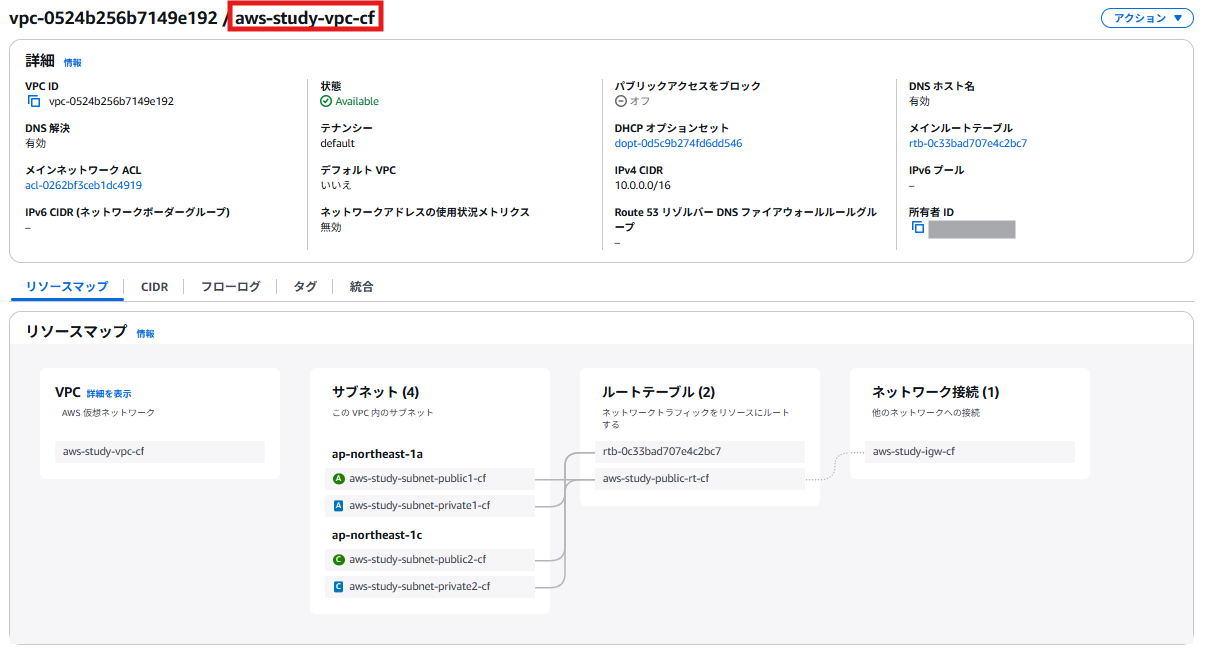 vpc-0524b256b7149e192 / aws-study-vpc-cf
アクション ▼
詳細 情報
VPC ID
vpc-0524b256b7149e192
状態
Available
パブリックアクセスをブロック
オフ
DNS ホスト名
有効
DNS 解決
有効
テナンシー
default
DHCP オプションセット
dopt-0d5c9b274fd6dd546
メインルートテーブル
rtb-0c33bad707e4c2bc7
メインネットワーク ACL
acl-0262bf3ceb1dc4919
デフォルト VPC
いいえ
IPv4 CIDR
10.0.0.0/16
IPv6 プール
–
IPv6 CIDR (ネットワークボーダーグループ)
–
ネットワークアドレスの使用状況メトリクス
無効
Route 53 リゾルバー DNS ファイアウォールルールグル
ープ
–
所有者 ID
リソースマップ
CIDR
フローログ
タグ
統合
リソースマップ 情報
VPC 詳細を表示
AWS 仮想ネットワーク
aws-study-vpc-cf
サブネット (4)
この VPC 内のサブネット
ap-northeast-1a
A aws-study-subnet-public1-cf
A aws-study-subnet-private1-cf
ap-northeast-1c
C aws-study-subnet-public2-cf
C aws-study-subnet-private2-cf
ルートテーブル (2)
ネットワークトラフィックをリソースにルート
する
rtb-0c33bad707e4c2bc7
aws-study-public-rt-cf
ネットワーク接続 (1)
他のネットワークへの接続
aws-study-igw-cf